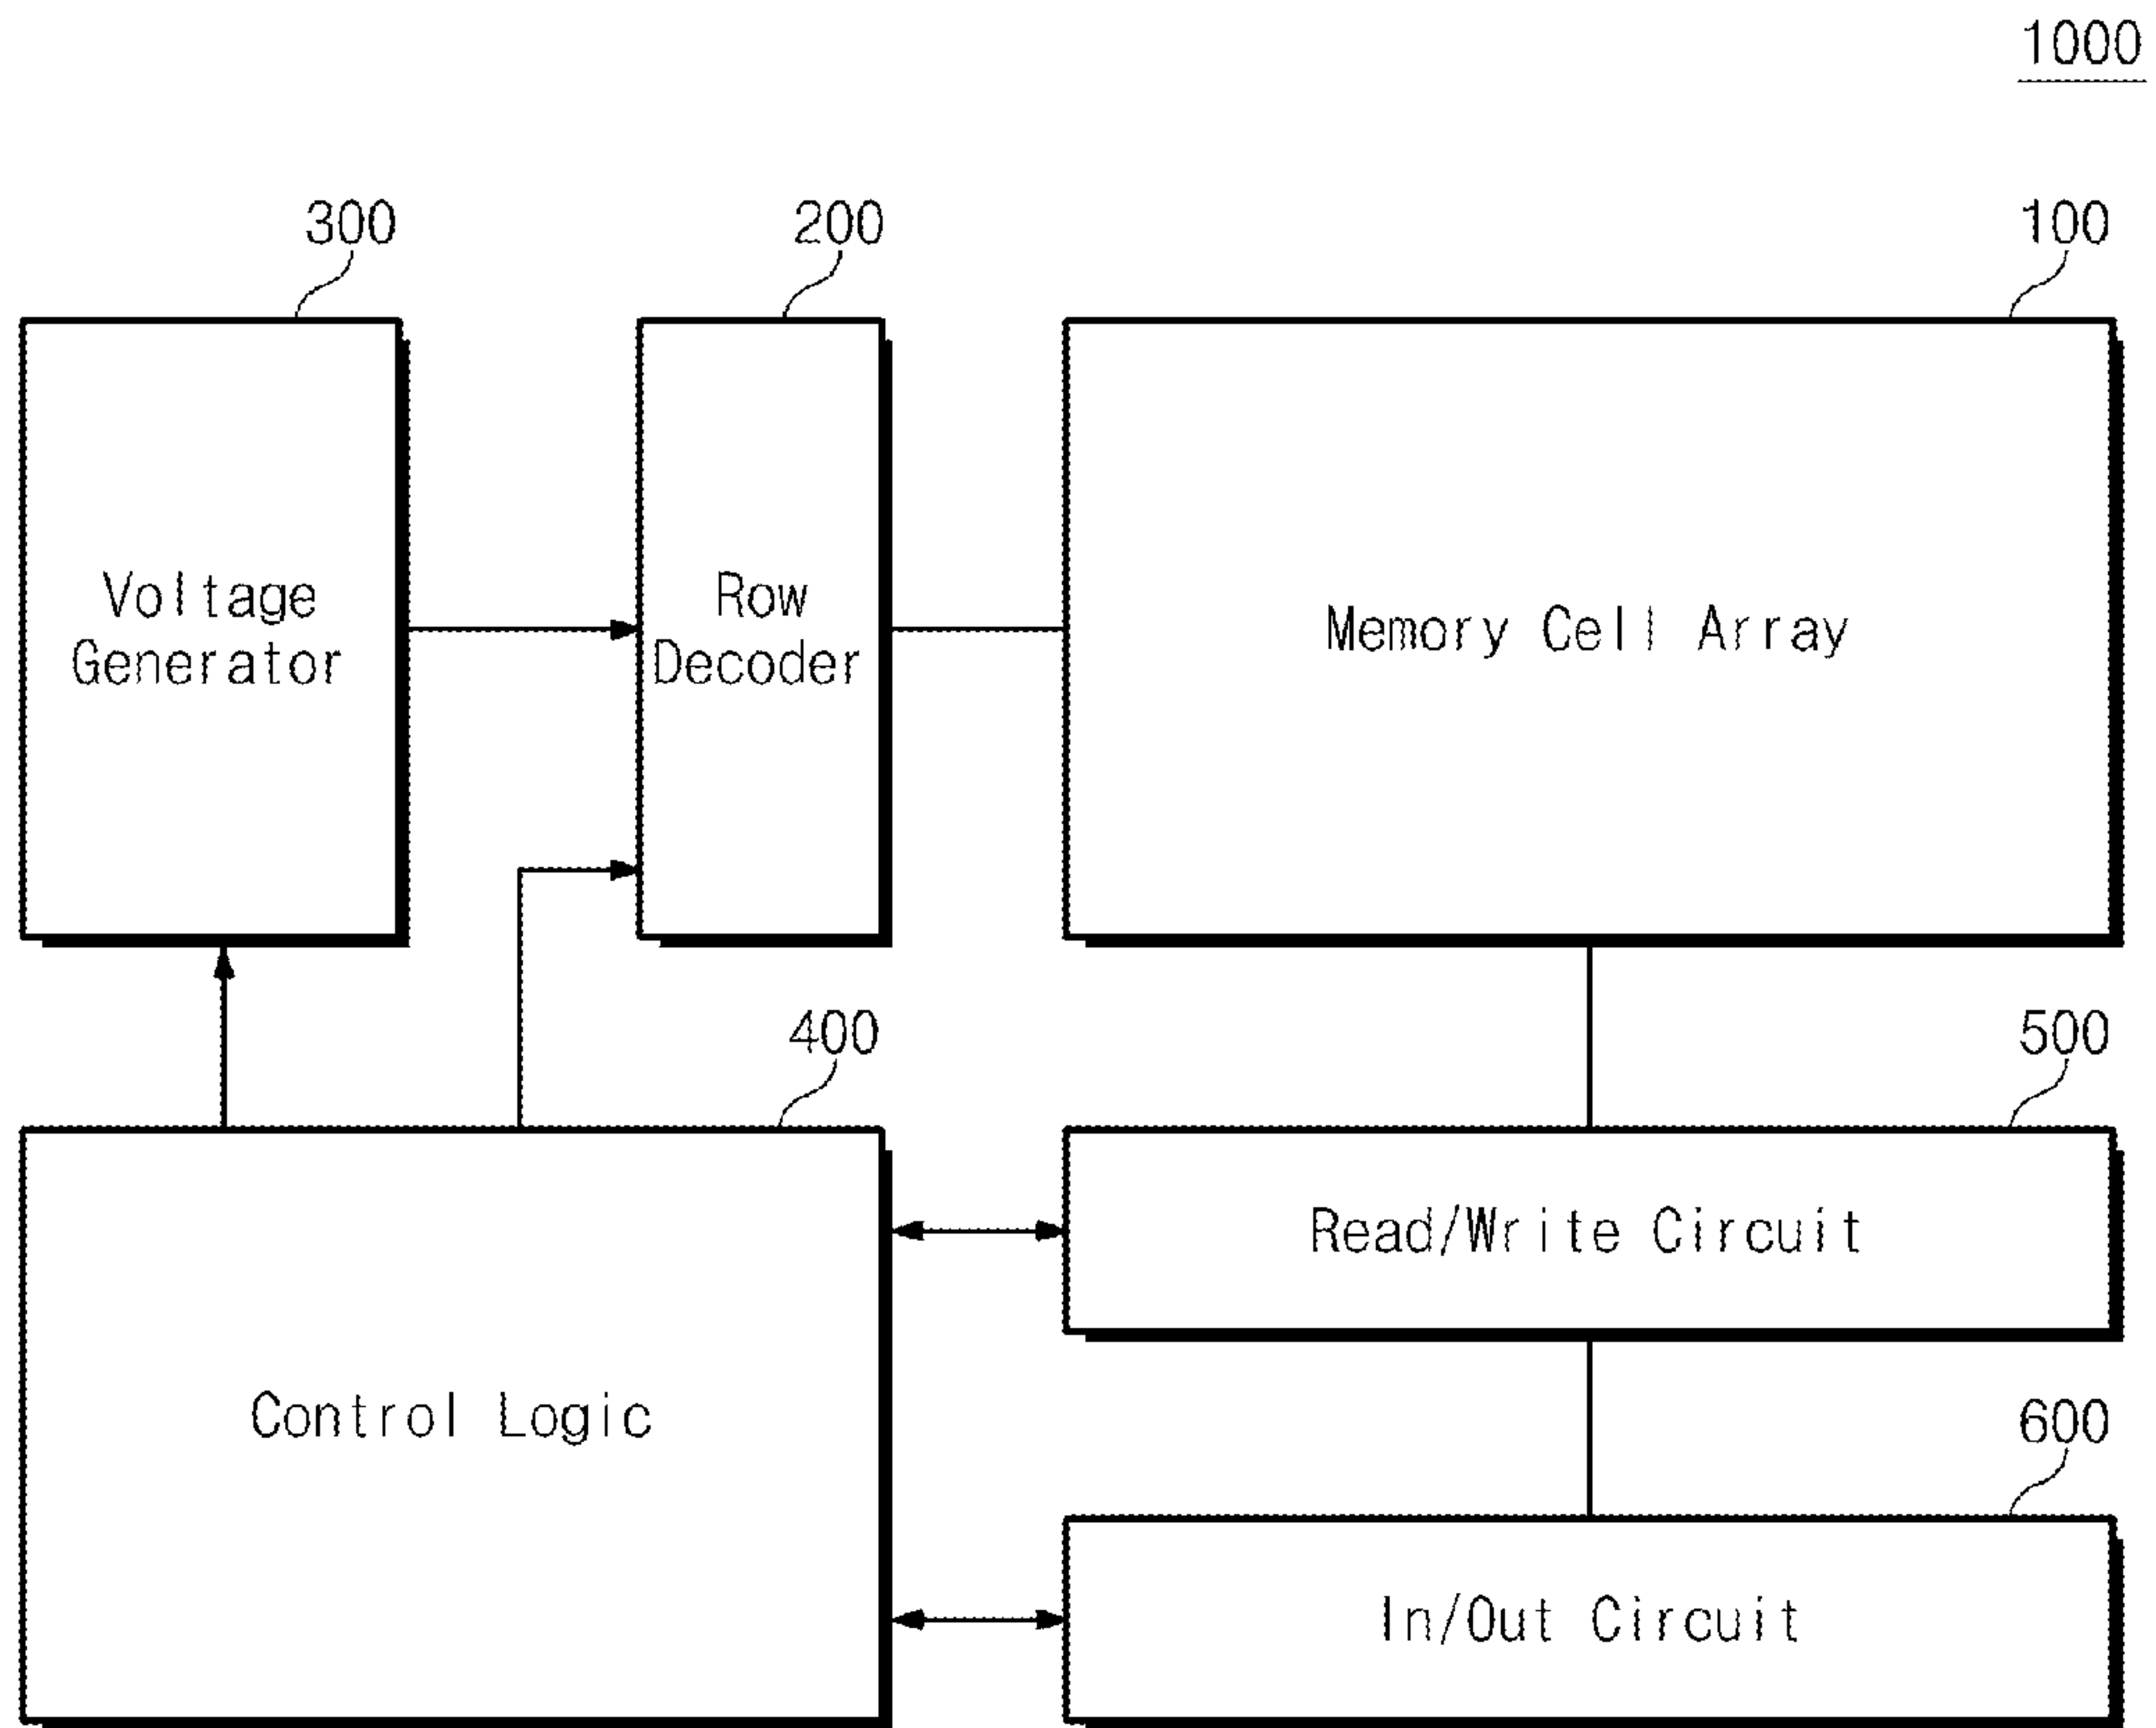 1000
300
200
100
Voltage
Generator
Row
Decoder
Memory Cell Array
400
500
Control Logic
Read/Write Circuit
600
In/Out Circuit